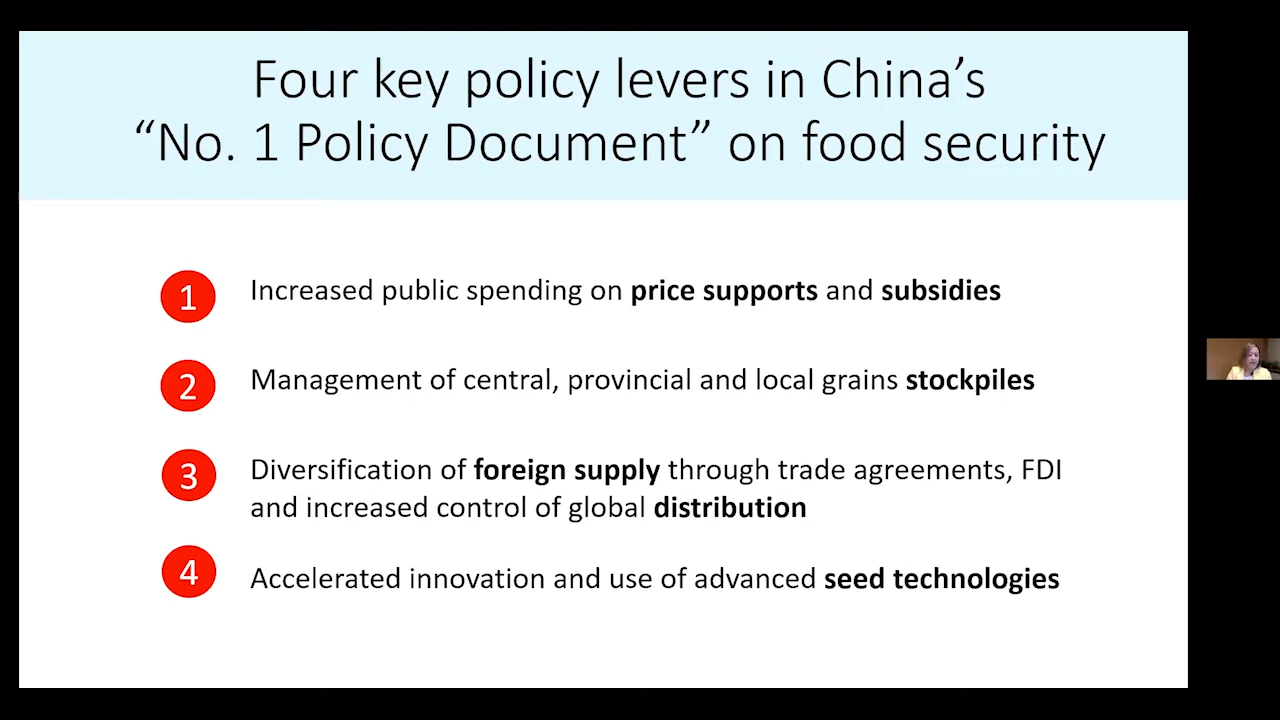 Four key policy levers in China’s
“No. 1 Policy Document” on food security
1 Increased public spending on price supports and subsidies
2 Management of central, provincial and local grains stockpiles
3 Diversification of foreign supply through trade agreements, FDI
and increased control of global distribution
4 Accelerated innovation and use of advanced seed technologies